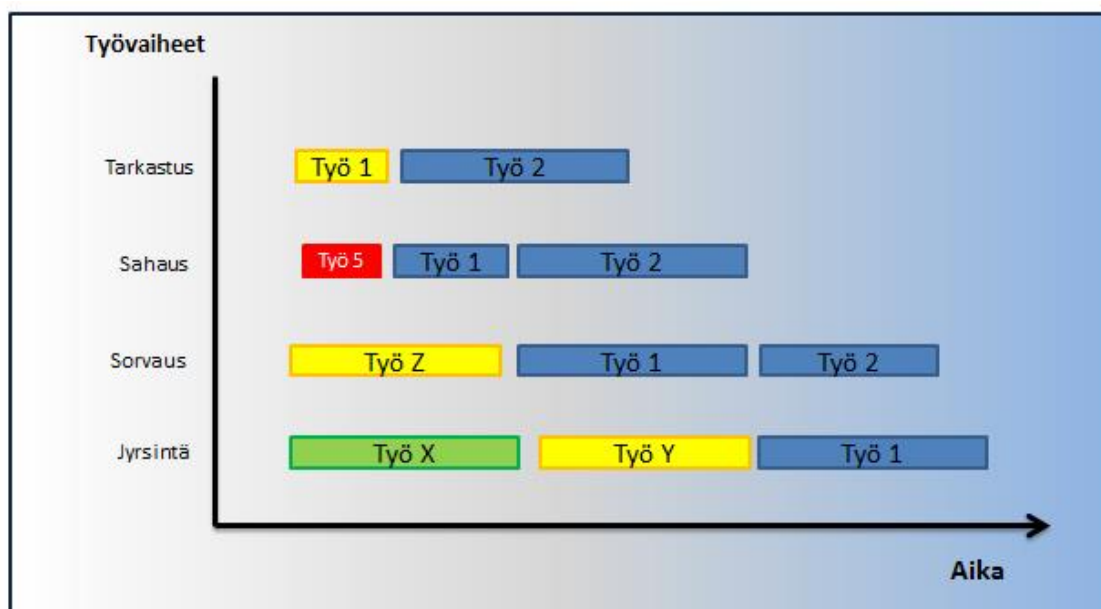 Työvaiheet
Tarkastus
Työ 1
Työ 2
Sahaus
Työ 5
Työ 1
Työ 2
Sorvaus
Työ Z
Työ 1
Työ 2
Jyrsintä
Työ X
Työ Y
Työ 1
Aika